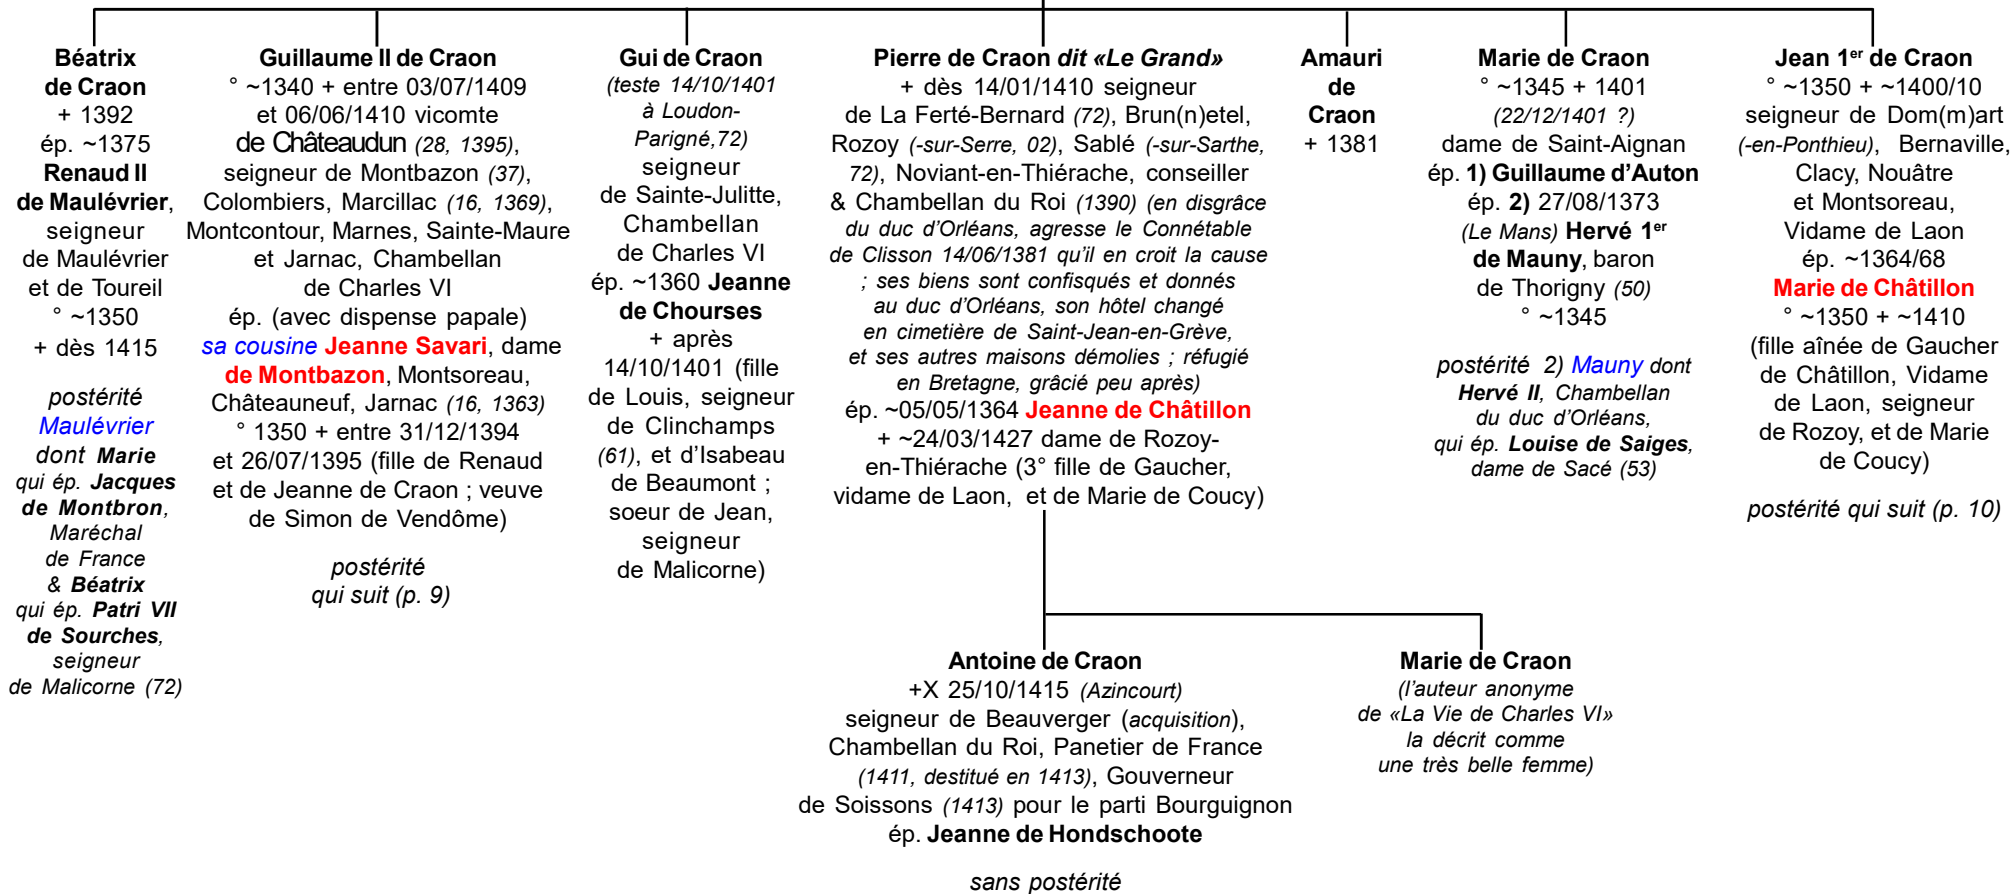 Béatrix
de Craon
+ 1392
ép. ~1375
Renaud II
de Maulévrier,
seigneur
de Maulévrier
et de Toureil
° ~1350
+ dès 1415
postérité
Maulévrier
dont Marie
qui ép. Jacques
de Montbron,
Maréchal
de France
& Béatrix
qui ép. Patri VII
de Sourches,
seigneur
de Malicorne (72)
Guillaume II de Craon
° ~1340 + entre 03/07/1409
et 06/06/1410 vicomte
de Châteaudun (28, 1395),
seigneur de Montbazon (37),
Colombiers, Marcillac (16, 1369),
Montcontour, Marnes, Sainte-Maure
et Jarnac, Chambellan
de Charles VI
ép. (avec dispense papale)
sa cousine Jeanne Savari, dame
de Montbazon, Montsoreau,
Châteauneuf, Jarnac (16, 1363)
° 1350 + entre 31/12/1394
et 26/07/1395 (fille de Renaud
et de Jeanne de Craon ; veuve
de Simon de Vendôme)
postérité
qui suit (p. 9)
Gui de Craon
(teste 14/10/1401
à Loudon-
Parigné,72)
seigneur
de Sainte-Julitte,
Chambellan
de Charles VI
ép. ~1360 Jeanne
de Chourses
+ après
14/10/1401 (fille
de Louis, seigneur
de Clinchamps
(61), et d'Isabeau
de Beaumont ;
soeur de Jean,
seigneur
de Malicorne)
Pierre de Craon dit «Le Grand»
+ dès 14/01/1410 seigneur
de La Ferté-Bernard (72), Brun(n)etel,
Rozoy (-sur-Serre, 02), Sablé (-sur-Sarthe,
72), Noviant-en-Thiérache, conseiller
& Chambellan du Roi (1390) (en disgrâce
du duc d'Orléans, agresse le Connétable
de Clisson 14/06/1381 qu'il en croit la cause
; ses biens sont confisqués et donnés
au duc d'Orléans, son hôtel changé
en cimetière de Saint-Jean-en-Grève,
et ses autres maisons démolies ; réfugié
en Bretagne, grâcié peu après)
ép. ~05/05/1364 Jeanne de Châtillon
+ ~24/03/1427 dame de Rozoy-
en-Thiérache (3° fille de Gaucher,
vidame de Laon, et de Marie de Coucy)
Amauri
de
Craon
+ 1381
Marie de Craon
° ~1345 + 1401
(22/12/1401 ?)
dame de Saint-Aignan
ép. 1) Guillaume d'Auton
ép. 2) 27/08/1373
(Le Mans) Hervé 1er
de Mauny, baron
de Thorigny (50)
° ~1345
postérité 2) Mauny dont
Hervé II, Chambellan
du duc d'Orléans,
qui ép. Louise de Saiges,
dame de Sacé (53)
Jean 1er de Craon
° ~1350 + ~1400/10
seigneur de Dom(m)art
(-en-Ponthieu), Bernaville,
Clacy, Nouâtre
et Montsoreau,
Vidame de Laon
ép. ~1364/68
Marie de Châtillon
° ~1350 + ~1410
(fille aînée de Gaucher
de Châtillon, Vidame
de Laon, seigneur
de Rozoy, et de Marie
de Coucy)
postérité qui suit (p. 10)
Antoine de Craon
+X 25/10/1415 (Azincourt)
seigneur de Beauverger (acquisition),
Chambellan du Roi, Panetier de France
(1411, destitué en 1413), Gouverneur
de Soissons (1413) pour le parti Bourguignon
ép. Jeanne de Hondschoote
sans postérité
Marie de Craon
(l'auteur anonyme
de «La Vie de Charles VI»
la décrit comme
une très belle femme)